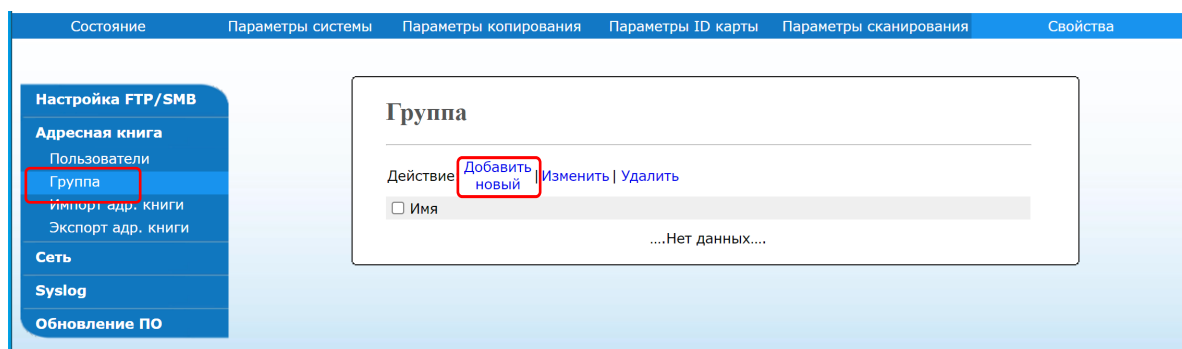 Состояние Параметры системы Параметры копирования Параметры ID карты Параметры сканирования Свойства
Настройка FTP/SMB
Адресная книга
Пользователи
Группа
Импорт адр. книги
Экспорт адр. книги
Сеть
Syslog
Обновление ПО
Группа
Действие Добавить новый | Изменить | Удалить
Имя
....Нет данных....